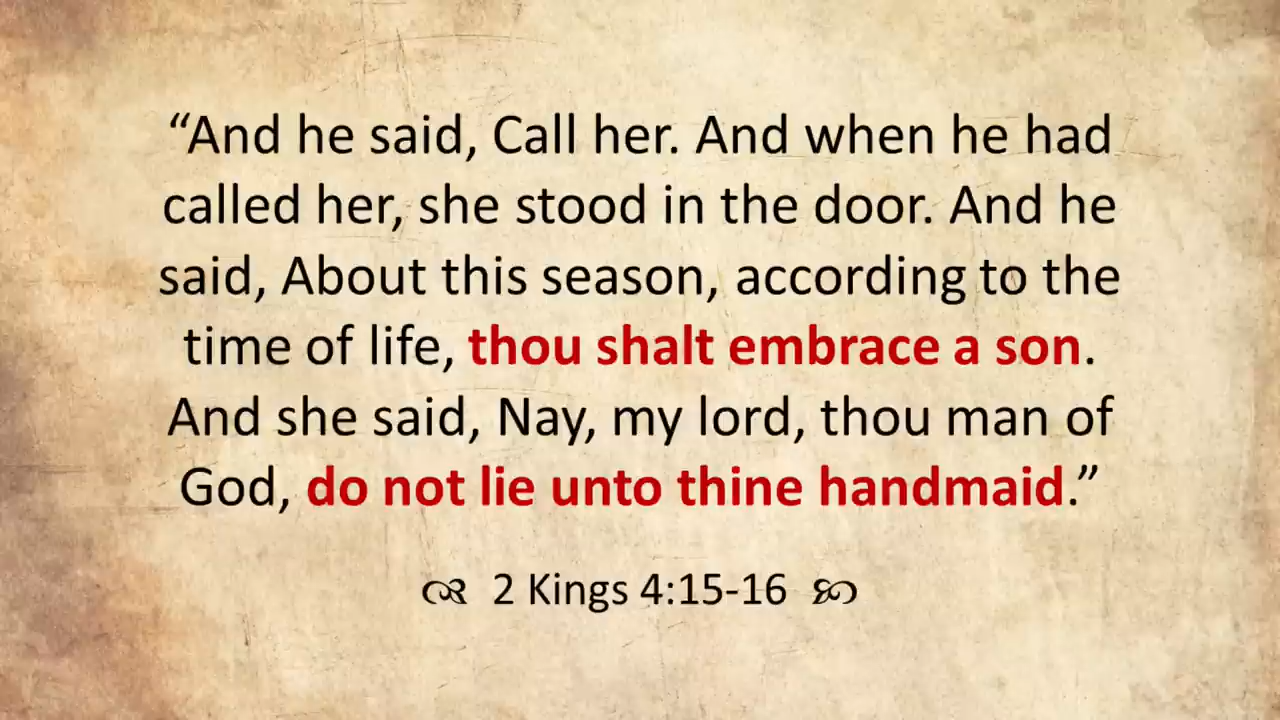 “And he said, Call her. And when he had
called her, she stood in the door. And he
said, About this season, according to the
time of life, thou shalt embrace a son.
And she said, Nay, my lord, thou man of
God, do not lie unto thine handmaid.”
2 Kings 4:15-16